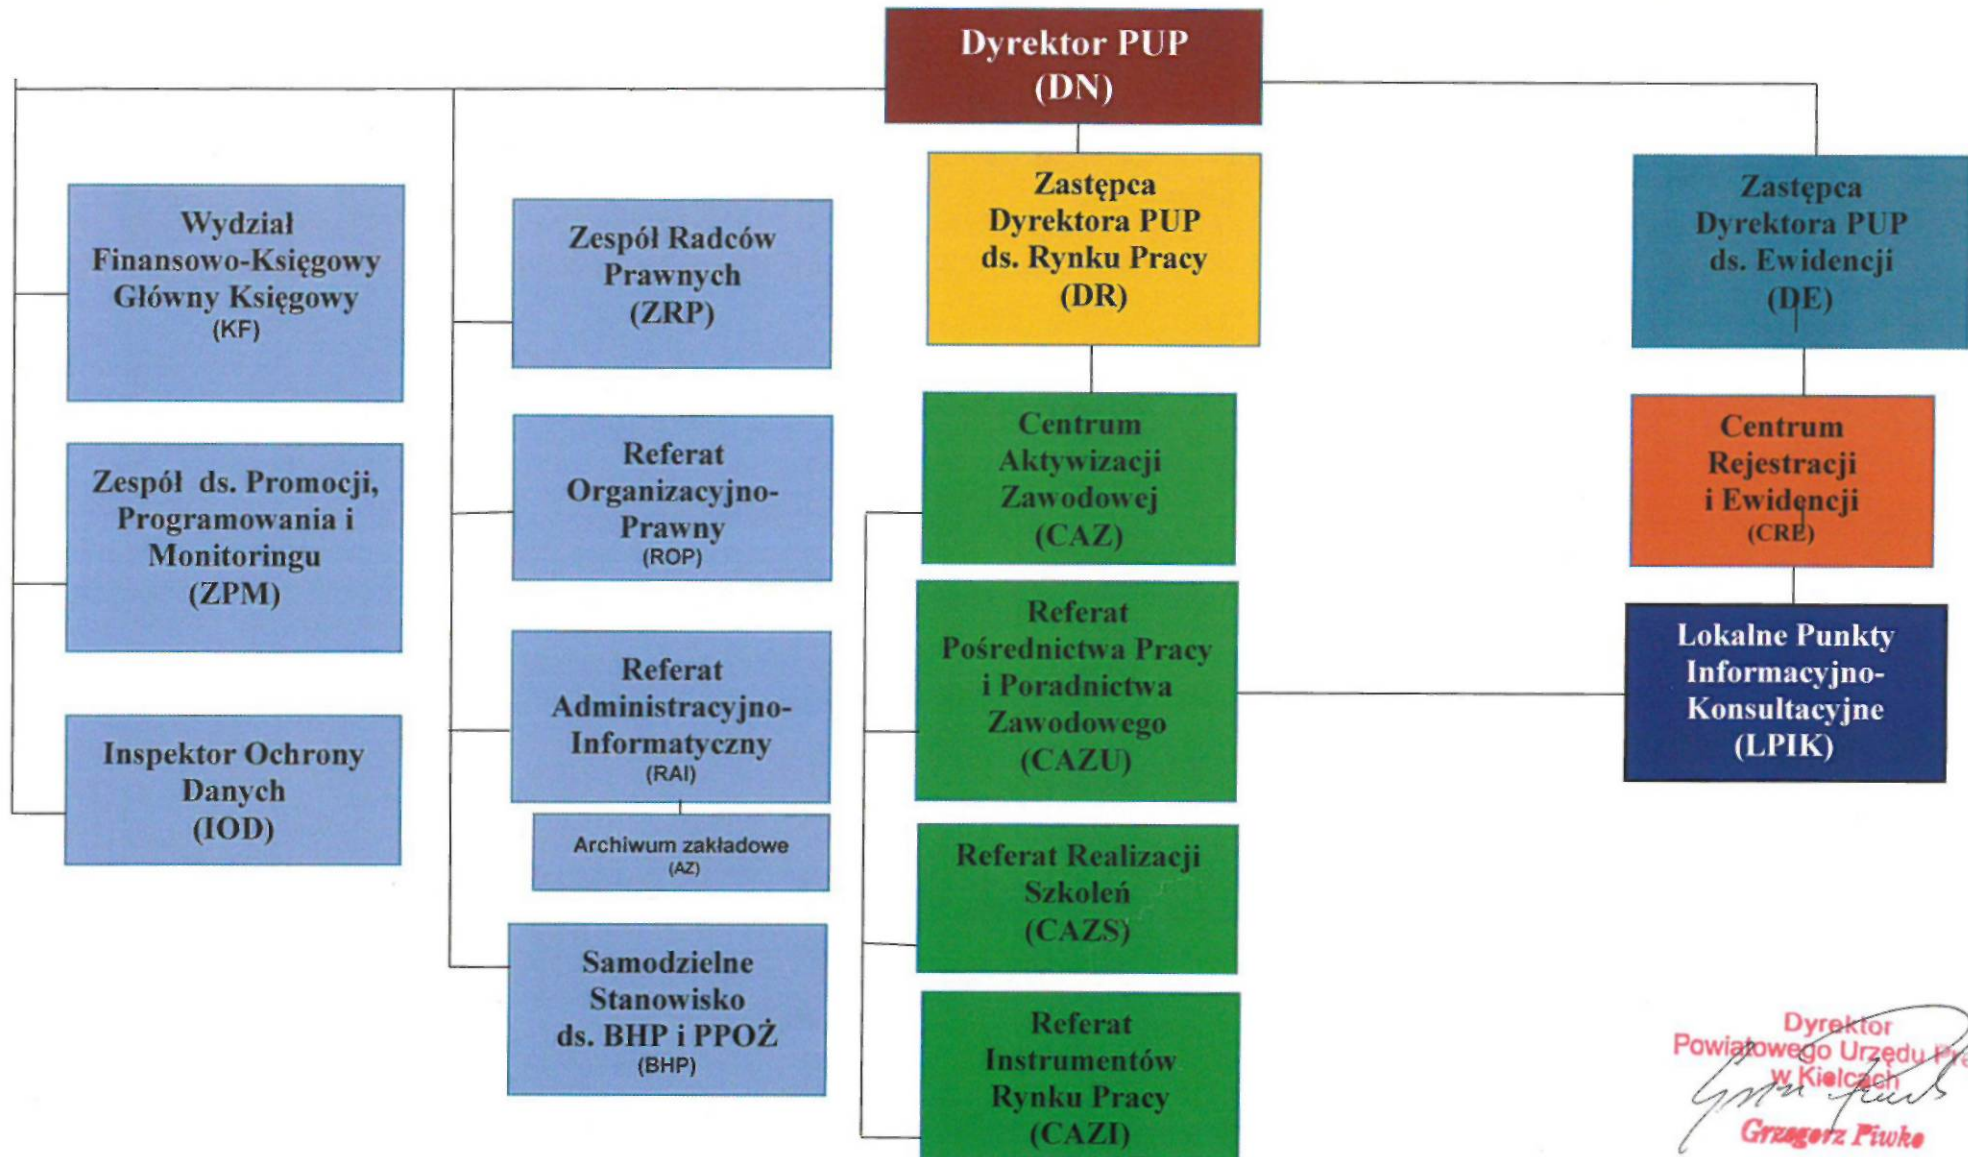 Dyrektor PUP
(DN)
Wydział
Finansowo-Księgowy
Główny Księgowy
(KF)
Zespół ds. Promocji,
Programowania i
Monitoringu
(ZPM)
Inspektor Ochrony
Danych
(IOD)
Zespół Radców
Prawnych
(ZRP)
Referat
Organizacyjno-
Prawny
(ROP)
Referat
Administracyjno-
Informatyczny
(RAI)
Archiwum zakładowe
(AZ)
Samodzielne
Stanowisko
ds. BHP i PPOŻ
(BHP)
Zastępca
Dyrektora PUP
ds. Rynku Pracy
(DR)
Centrum
Aktywizacji
Zawodowej
(CAZ)
Referat
Pośrednictwa Pracy
i Poradnictwa
Zawodowego
(CAZU)
Referat Realizacji
Szkoleń
(CAZS)
Referat
Instrumentów
Rynku Pracy
(CAZI)
Zastępca
Dyrektora PUP
ds. Ewidencji
(DE)
Centrum
Rejestracji
i Ewidencji
(CRE)
Lokalne Punkty
Informacyjno-
Konsultacyjne
(LPIK)
Dyrektor
Powiatowego Urzędu
w Kielcach
Grzegorz Piwko